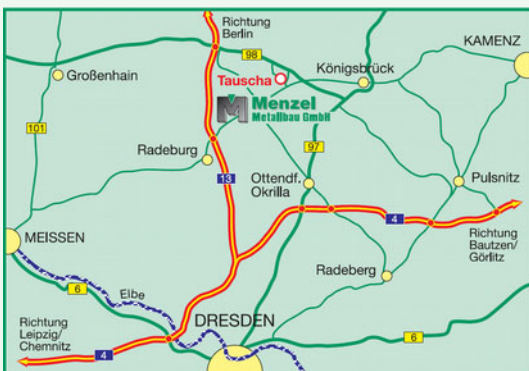 Richtung
Berlin
KAMENZ
98
Großenhain
Tauscha
Königsbrück
M Menzel
Metallbau GmbH
101
97
Radeburg
13
Ottendf.
Okrilla
Pulsnitz
4
MEISSEN
Richtung
Bautzen/
Görlitz
Radeberg
6
Elbe
DRESDEN
6
Richtung
Leipzig/
Chemnitz
4